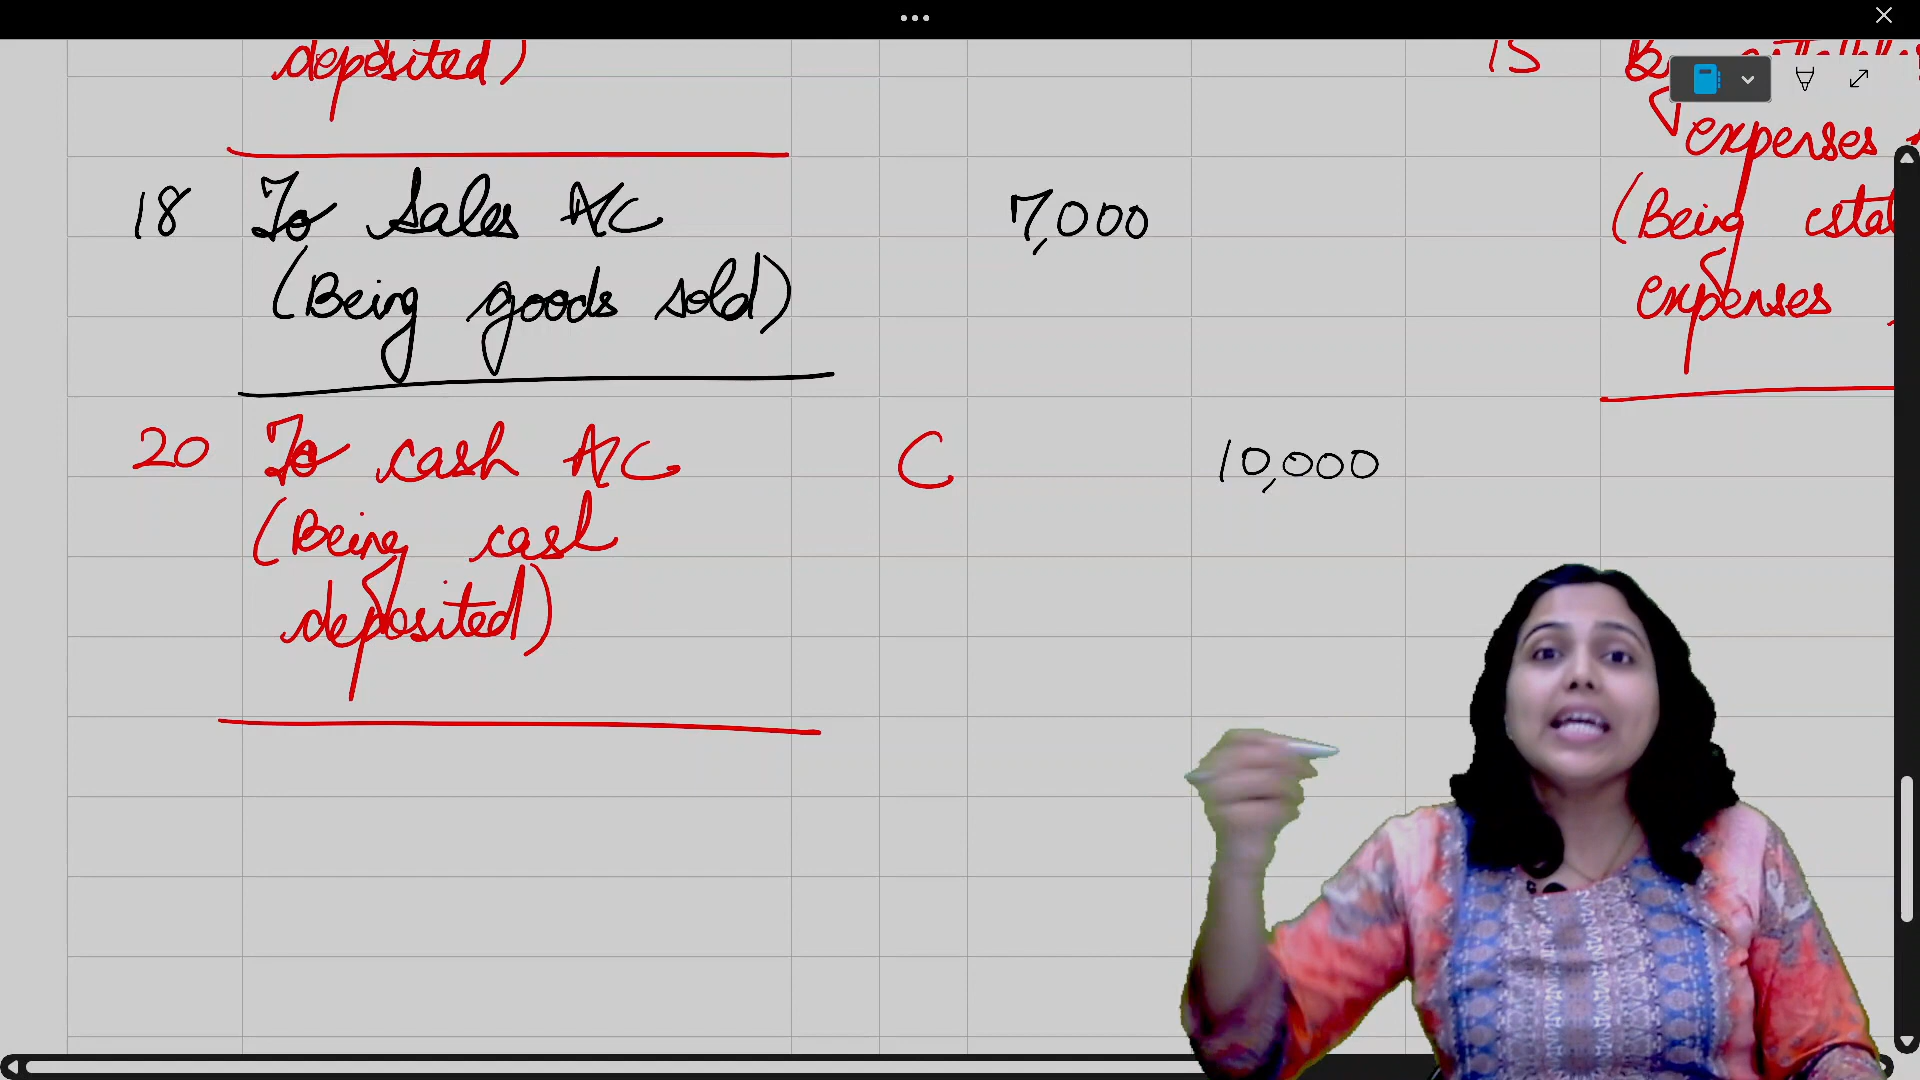 deposited)
18 To Sales A/C 7,000
(Being goods sold)
20 To cash A/C C 10,000
(Being cash
deposited)
15
expenses
(Being
expenses